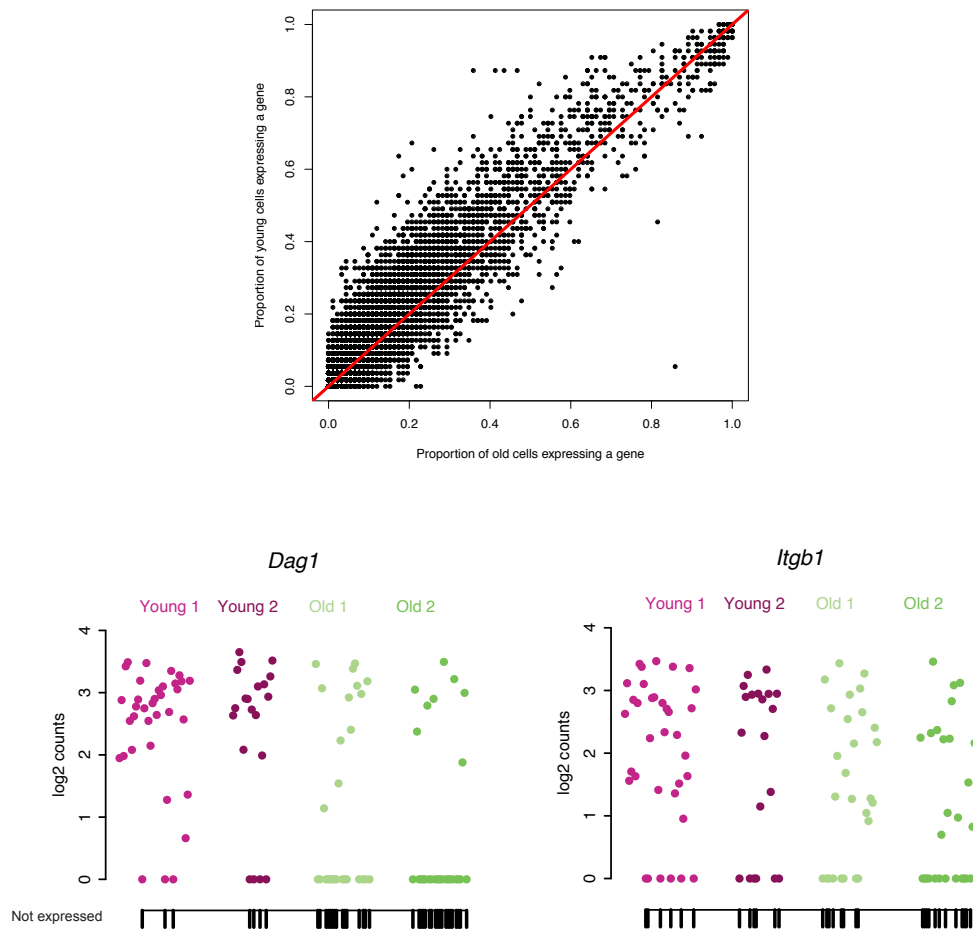 1.0
0.8
0.6
0.4
0.2
0.0
Proportion of young cells expressing a gene
0.0 0.2 0.4 0.6 0.8 1.0
Proportion of old cells expressing a gene
Dag1
Young 1 Young 2 Old 1 Old 2
4
3
2
1
0
log2 counts
Not expressed
Itgb1
Young 1 Young 2 Old 1 Old 2
4
3
2
1
0
log2 counts